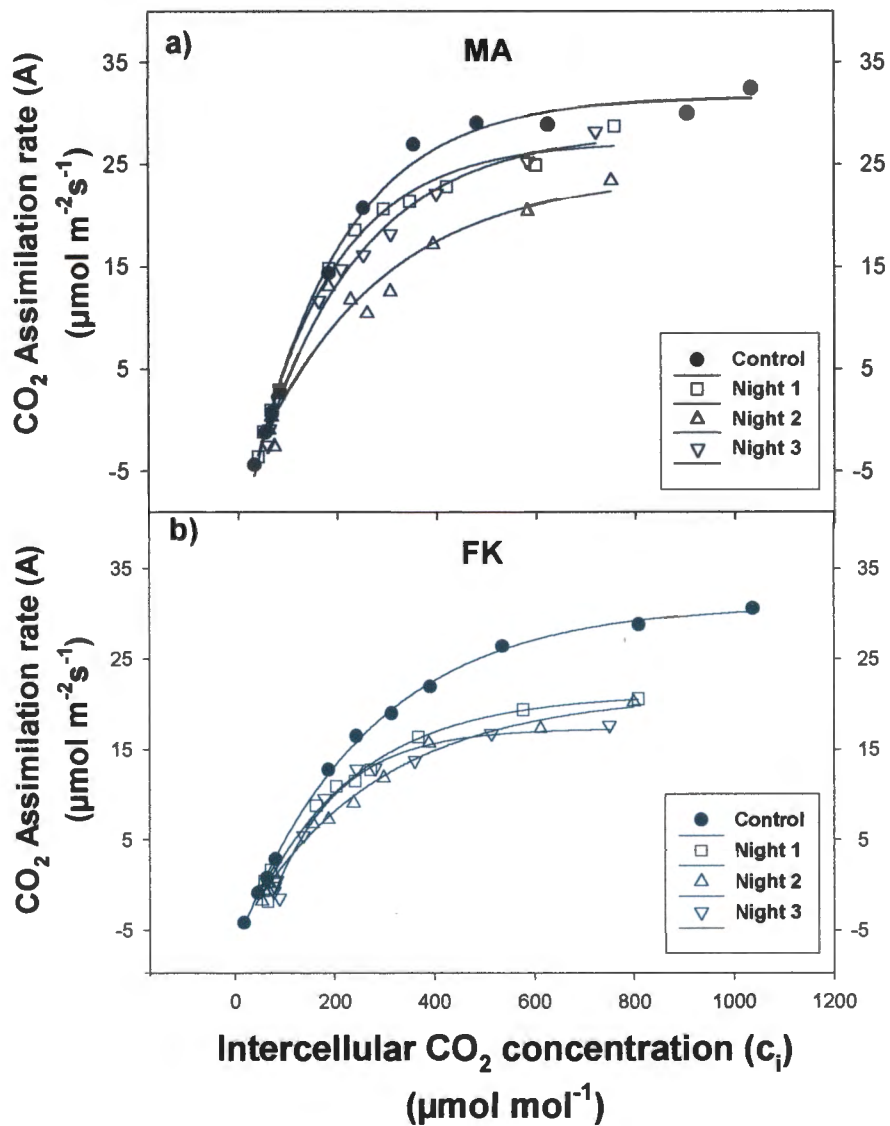 a)
MA
CO₂ Assimilation rate (A)
(µmol m⁻²s⁻¹)
35
25
15
5
-5
35
25
15
5
-5
Control
Night 1
Night 2
Night 3
b)
FK
CO₂ Assimilation rate (A)
(µmol m⁻²s⁻¹)
35
25
15
5
-5
35
25
15
5
-5
Control
Night 1
Night 2
Night 3
0 200 400 600 800 1000 1200
Intercellular CO₂ concentration (cᵢ)
(µmol mol⁻¹)